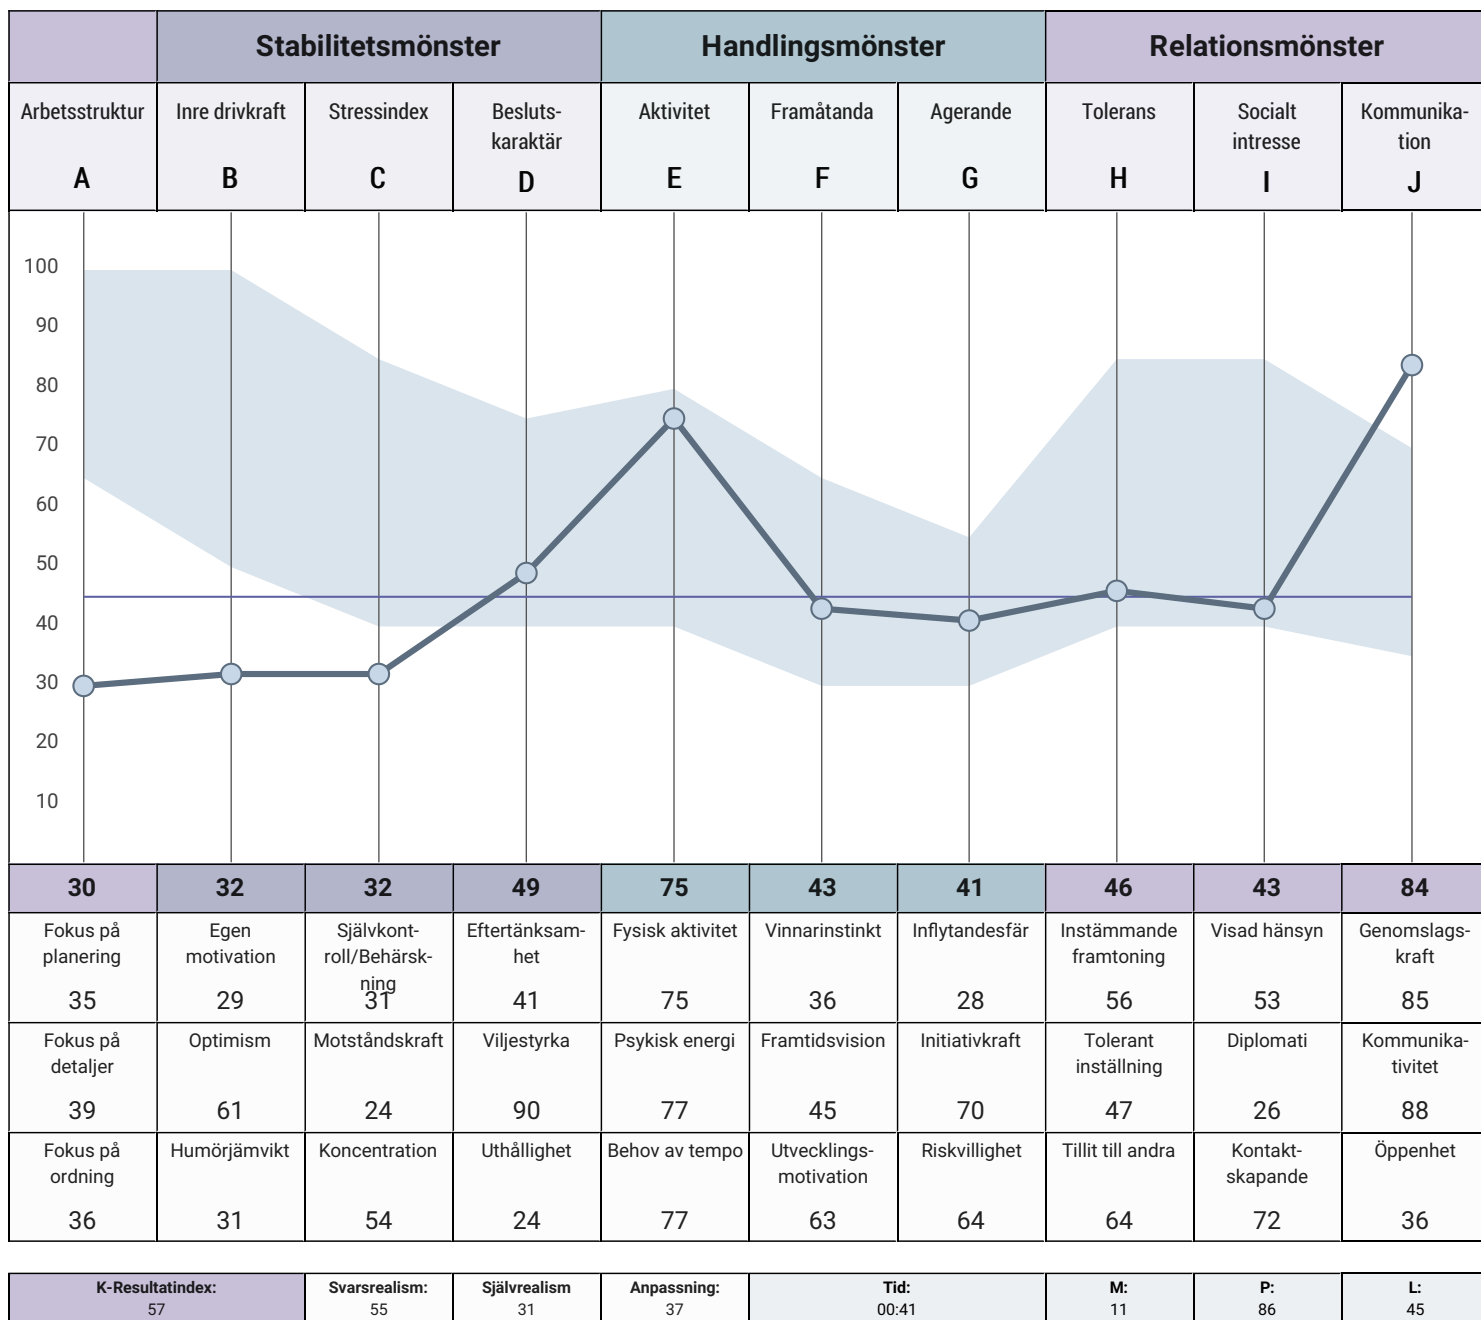 Stabilitetsmönster Handlingsmönster Relationsmönster
Arbetsstruktur Inre drivkraft Stressindex Besluts- Aktivitet Framåtanda Agerande Tolerans Socialt Kommunika-
karaktär intresse tion
A B C D E F G H I J
100
90
80
70
60
50
40
30
20
10
30 32 32 49 75 43 41 46 43 84
Fokus på Egen Självkont- Eftertänksam- Fysisk aktivitet Vinnarinstinkt Inflytandesfär Instämmande Visad hänsyn Genomslags-
planering motivation roll/Behärsk- het framtoning kraft
ning
35 29 31 41 75 36 28 56 53 85
Fokus på Optimism Motståndskraft Viljestyrka Psykisk energi Framtidsvision Initiativkraft Tolerant Diplomati Kommunika-
detaljer inställning tivitet
39 61 24 90 77 45 70 47 26 88
Fokus på Humörjämvikt Koncentration Uthållighet Behov av tempo Utvecklings- Riskvillighet Tillit till andra Kontakt- Öppenhet
ordning motivation skapande
36 31 54 24 77 63 64 64 72 36
K-Resultatindex: Svarsrealism: Självrealism Anpassning: Tid: M: P: L:
57 55 31 37 00:41 11 86 45